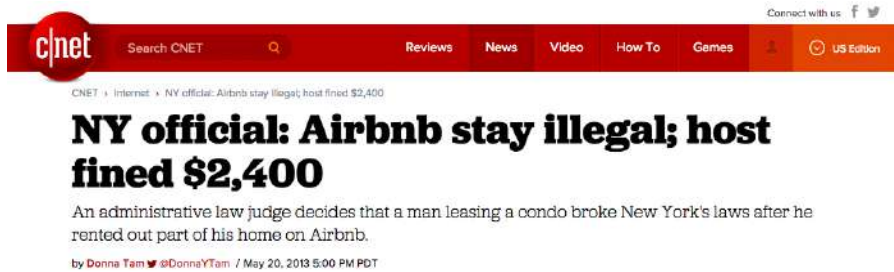 Connect with us
c|net Search CNET Reviews News Video How To Games US Edition
CNET › Internet › NY official: Airbnb stay illegal; host fined $2,400
NY official: Airbnb stay illegal; host
fined $2,400
An administrative law judge decides that a man leasing a condo broke New York's laws after he
rented out part of his home on Airbnb.
by Donna Tam @DonnaYTam / May 20, 2013 5:00 PM PDT